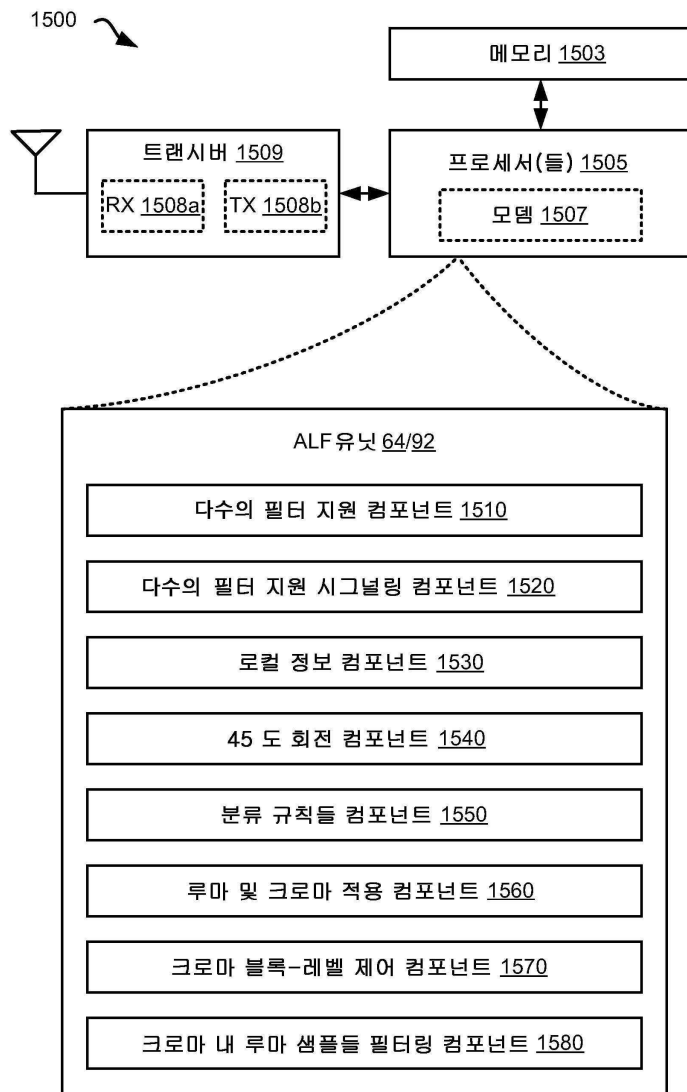 1500
메모리 1503
트랜시버 1509
RX 1508a
TX 1508b
프로세서(들) 1505
모뎀 1507
ALF유닛 64/92
다수의 필터 지원 컴포넌트 1510
다수의 필터 지원 시그널링 컴포넌트 1520
로컬 정보 컴포넌트 1530
45 도 회전 컴포넌트 1540
분류 규칙들 컴포넌트 1550
루마 및 크로마 적용 컴포넌트 1560
크로마 블록-레벨 제어 컴포넌트 1570
크로마 내 루마 샘플들 필터링 컴포넌트 1580